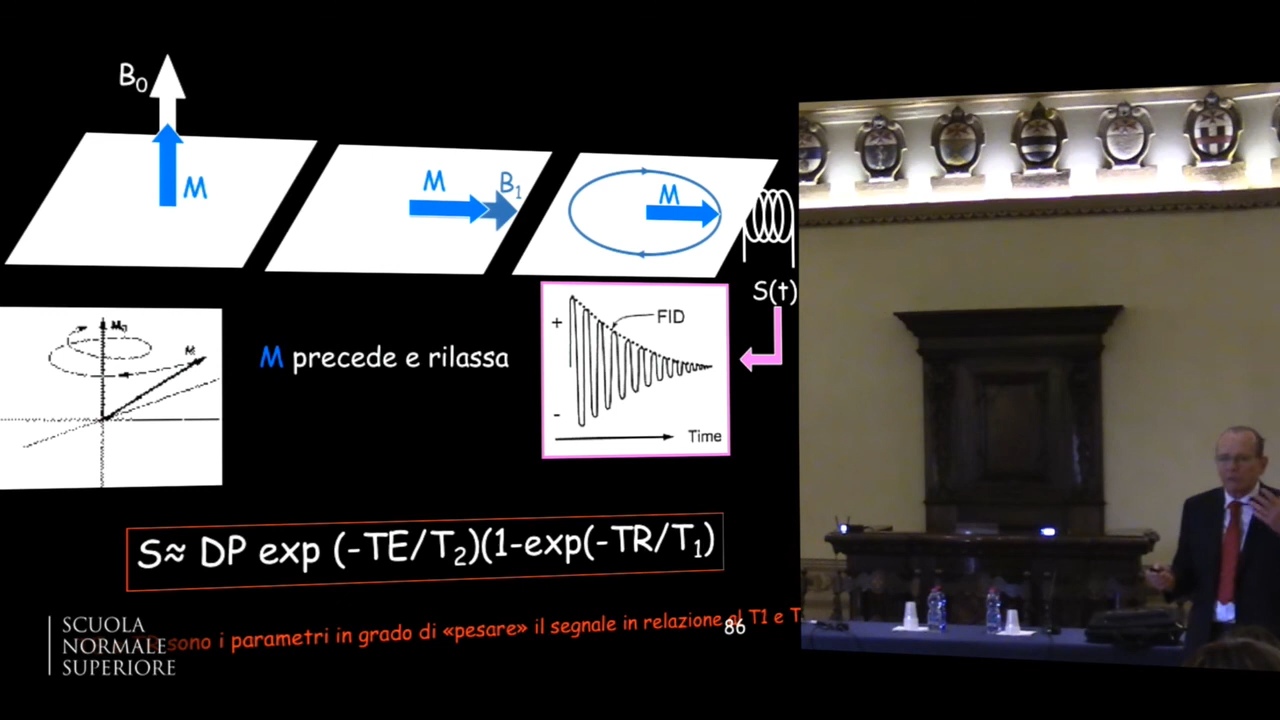 B0
M
M
B1
M
S(t)
M0
M
M precede e rilassa
+
FID
-
Time
S≈ DP exp (-TE/T2)(1-exp(-TR/T1)
sono i parametri in grado di «pesare» il segnale in relazione al T1 e
86
SCUOLA
NORMALE
SUPERIORE